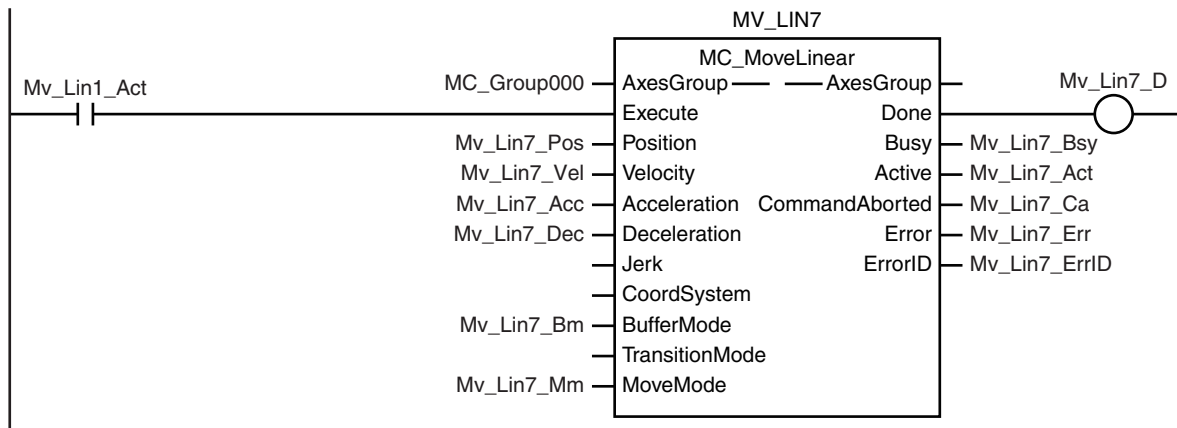 MV_LIN7
MC_MoveLinear
Mv_Lin1_Act
MC_Group000 AxesGroup AxesGroup Mv_Lin7_D
Execute Done
Mv_Lin7_Pos Position Busy Mv_Lin7_Bsy
Mv_Lin7_Vel Velocity Active Mv_Lin7_Act
Mv_Lin7_Acc Acceleration CommandAborted Mv_Lin7_Ca
Mv_Lin7_Dec Deceleration Error Mv_Lin7_Err
Jerk ErrorID Mv_Lin7_ErrID
CoordSystem
Mv_Lin7_Bm BufferMode
TransitionMode
Mv_Lin7_Mm MoveMode